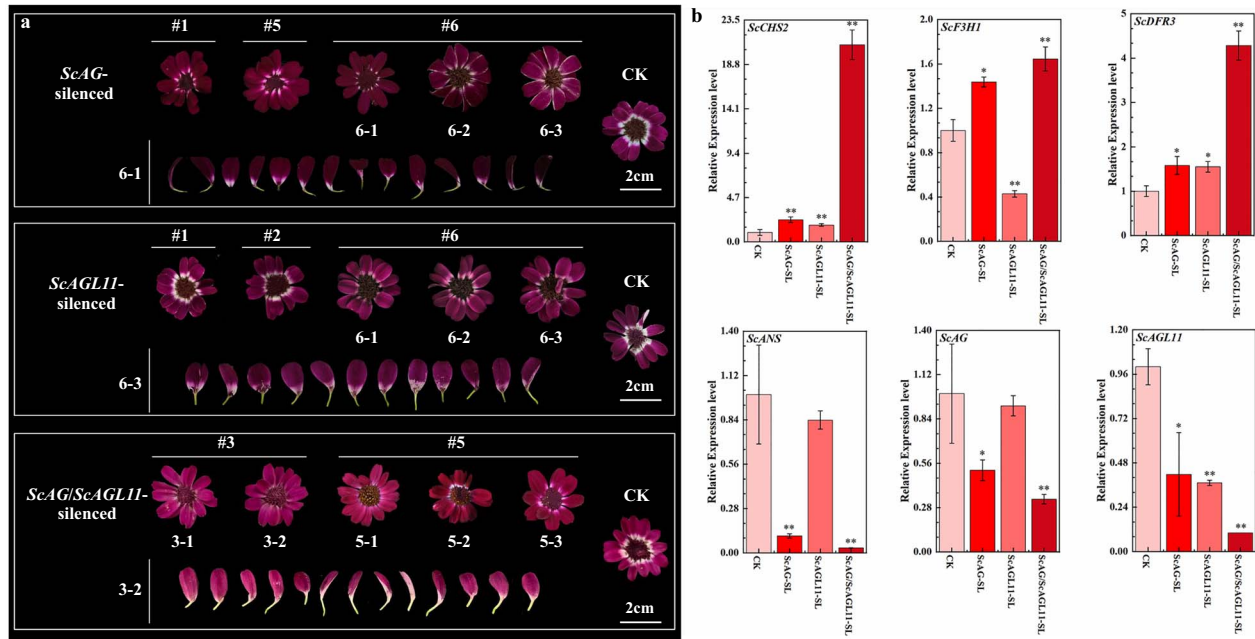 a
#1 #5 #6
ScAG-
silenced
CK
6-1 6-2 6-3
6-1
2cm
#1 #2 #6
ScAGL11-
silenced
CK
6-1 6-2 6-3
6-3
2cm
#3 #5
ScAG/ScAGL11-
silenced
CK
3-1 3-2 5-1 5-2 5-3
3-2
2cm
b
ScCHS2
Relative Expression level
23.5
18.8
14.1
9.4
4.7
0.0
** ** **
CK
ScAG-SL
ScAGL11-SL
ScAG/ScAGL11-SL
ScF3H1
Relative Expression level
2.0
1.6
1.2
0.8
0.4
0.0
* ** **
CK
ScAG-SL
ScAGL11-SL
ScAG/ScAGL11-SL
ScDFR3
Relative Expression level
5
4
3
2
1
0
* * **
CK
ScAG-SL
ScAGL11-SL
ScAG/ScAGL11-SL
ScANS
Relative Expression level
1.40
1.12
0.84
0.56
0.28
0.00
** **
CK
ScAG-SL
ScAGL11-SL
ScAG/ScAGL11-SL
ScAG
Relative Expression level
1.40
1.12
0.84
0.56
0.28
0.00
* **
CK
ScAG-SL
ScAGL11-SL
ScAG/ScAGL11-SL
ScAGL11
Relative Expression level
1.20
0.96
0.72
0.48
0.24
0.00
* ** **
CK
ScAG-SL
ScAGL11-SL
ScAG/ScAGL11-SL